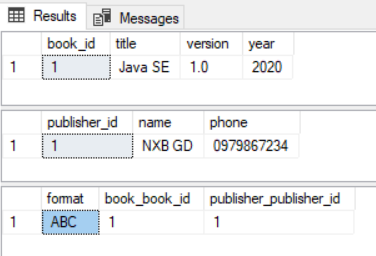 Results Messages
book_id title version year
1 1 Java SE 1.0 2020
publisher_id name phone
1 1 NXB GD 0979867234
format book_book_id publisher_publisher_id
1 ABC 1 1